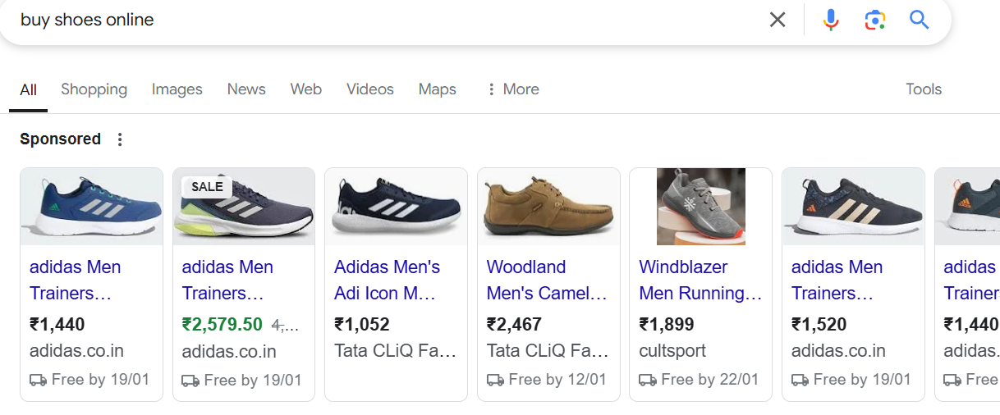 buy shoes online
All Shopping Images News Web Videos Maps More Tools
Sponsored
SALE
adidas Men
Trainers…
₹1,440
adidas.co.in
Free by 19/01
adidas Men
Trainers…
₹2,579.50 4,…
adidas.co.in
Free by 19/01
Adidas Men's
Adi Icon M…
₹1,052
Tata CLiQ Fa…
Woodland
Men's Camel…
₹2,467
Tata CLiQ Fa…
Free by 12/01
Windblazer
Men Running…
₹1,899
cultsport
Free by 22/01
adidas Men
Trainers…
₹1,520
adidas.co.in
Free by 19/01
adidas
Trainer
₹1,440
adidas.
Free